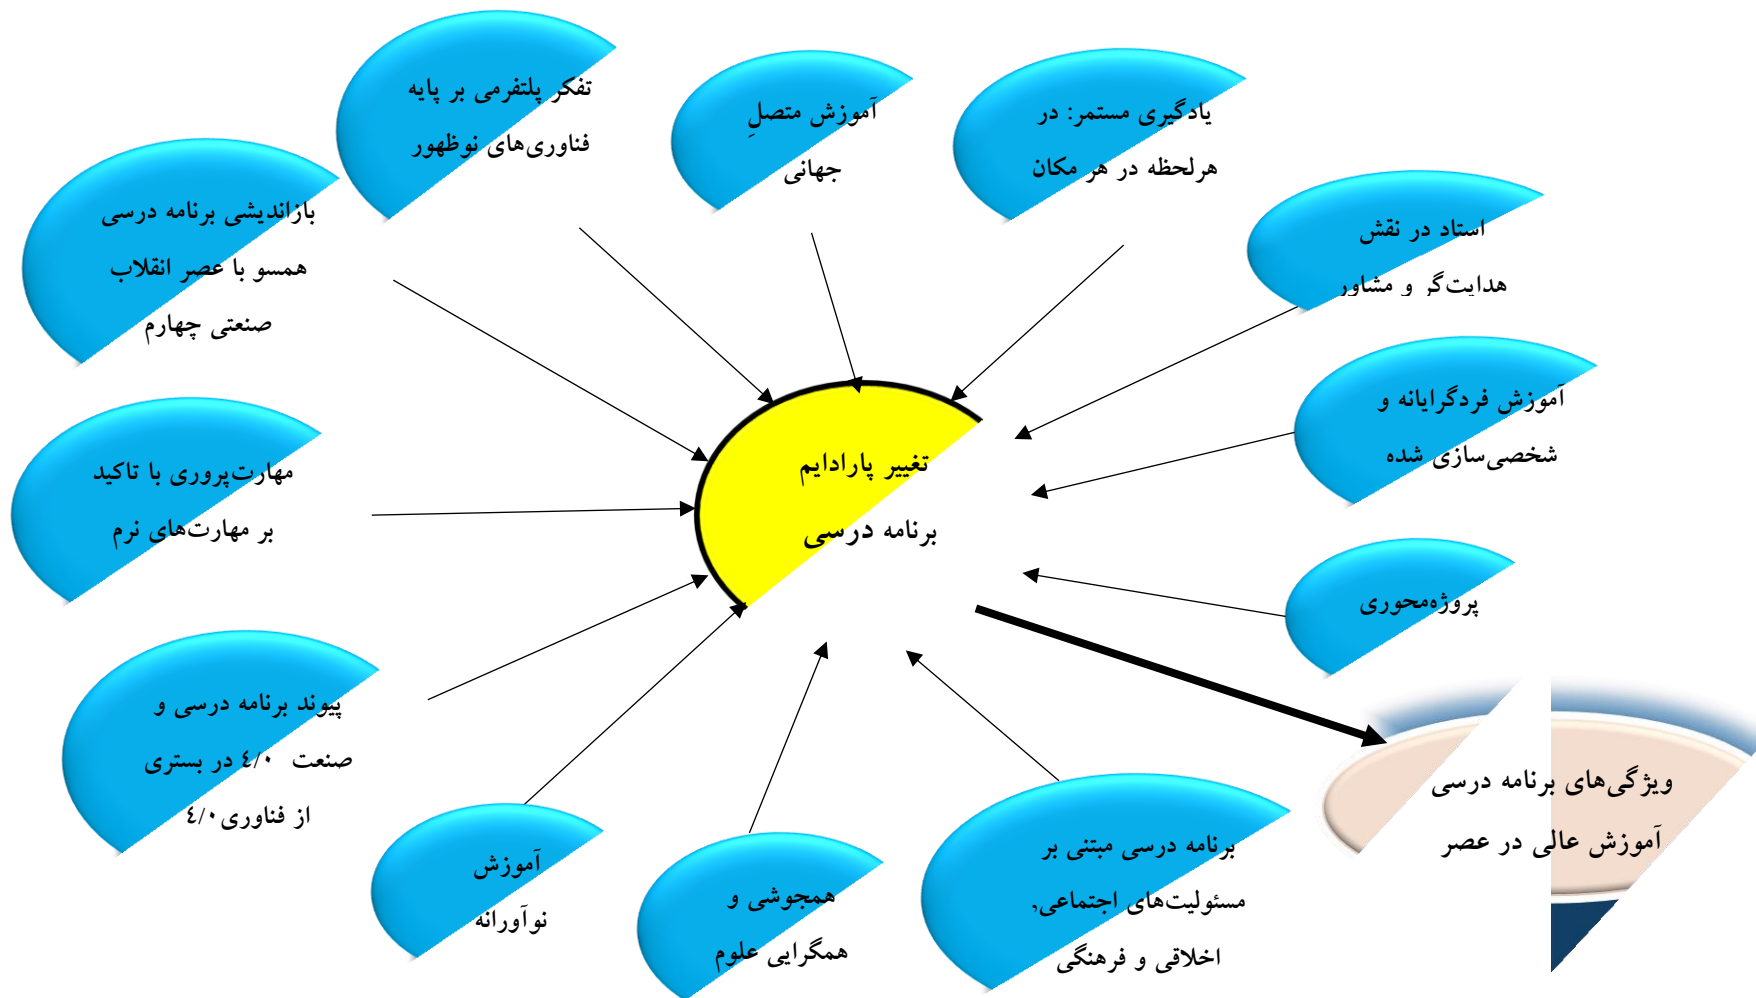 تفکر پلتفرمی بر پایه
فناوری‌های نوظهور
آموزش متصلِ
جهانی
یادگیری مستمر: در
هرلحظه در هر مکان
استاد در نقش
هدایت‌گر و مشاور
بازاندیشی برنامه درسی
همسو با عصر انقلاب
صنعتی چهارم
آموزش فردگرایانه و
شخصی‌سازی شده
مهارت‌پروری با تاکید
بر مهارت‌های نرم
تغییر پارادایم
برنامه درسی
پروژه‌محوری
پیوند برنامه درسی و
صنعت ٤/٠ در بستری
از فناوری٤/٠
ویژگی‌های برنامه درسی
آموزش عالی در عصر
آموزش
نوآورانه
همجوشی و
همگرایی علوم
برنامه درسی مبتنی بر
مسئولیت‌های اجتماعی,
اخلاقی و فرهنگی